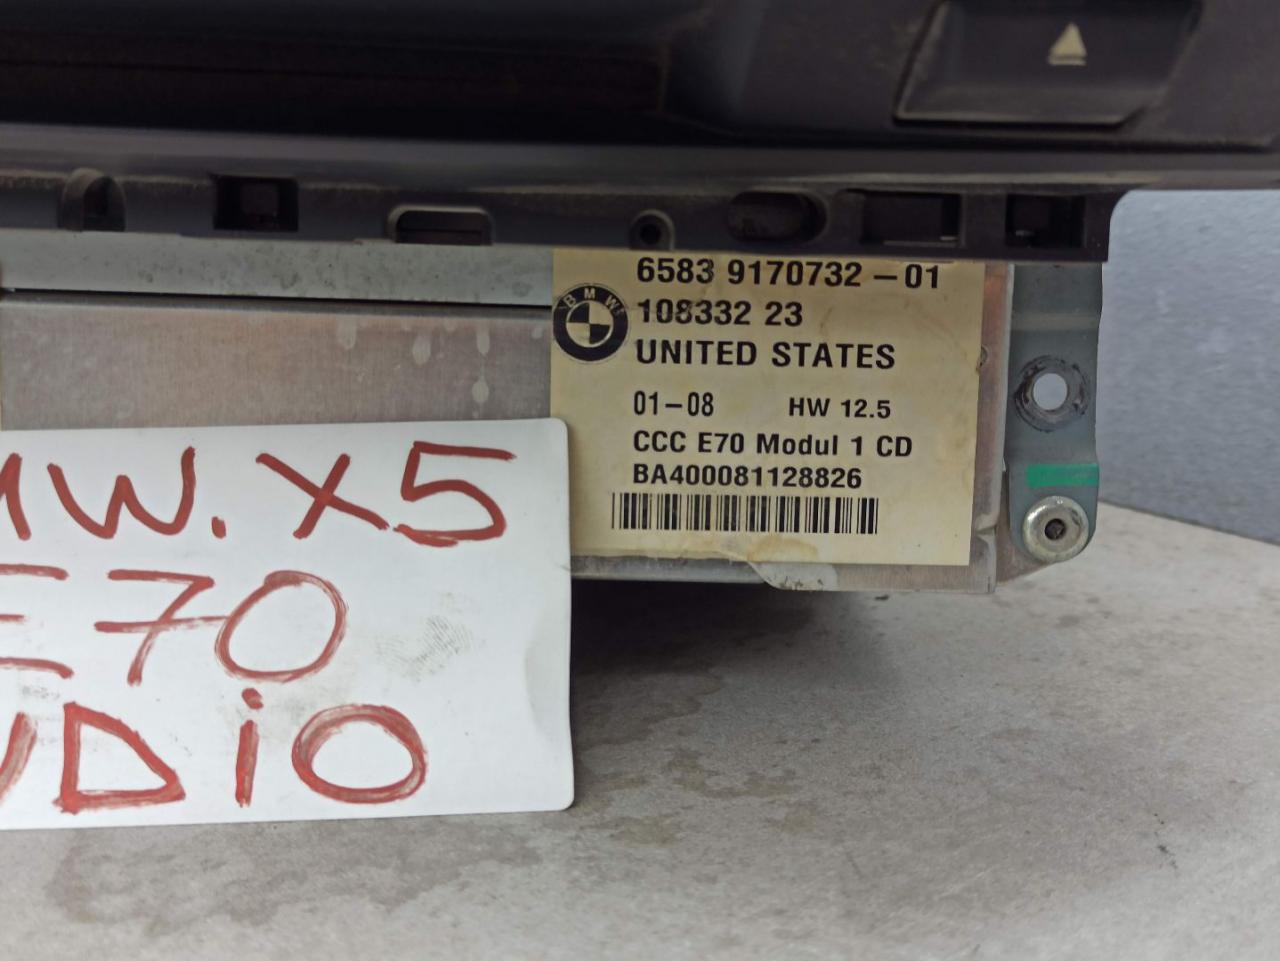 6583 9170732-01
BMW
108332 23
UNITED STATES
01-08 HW 12.5
CCC E70 Modul 1 CD
BA400081128826
MW. X5
E70
UDiO